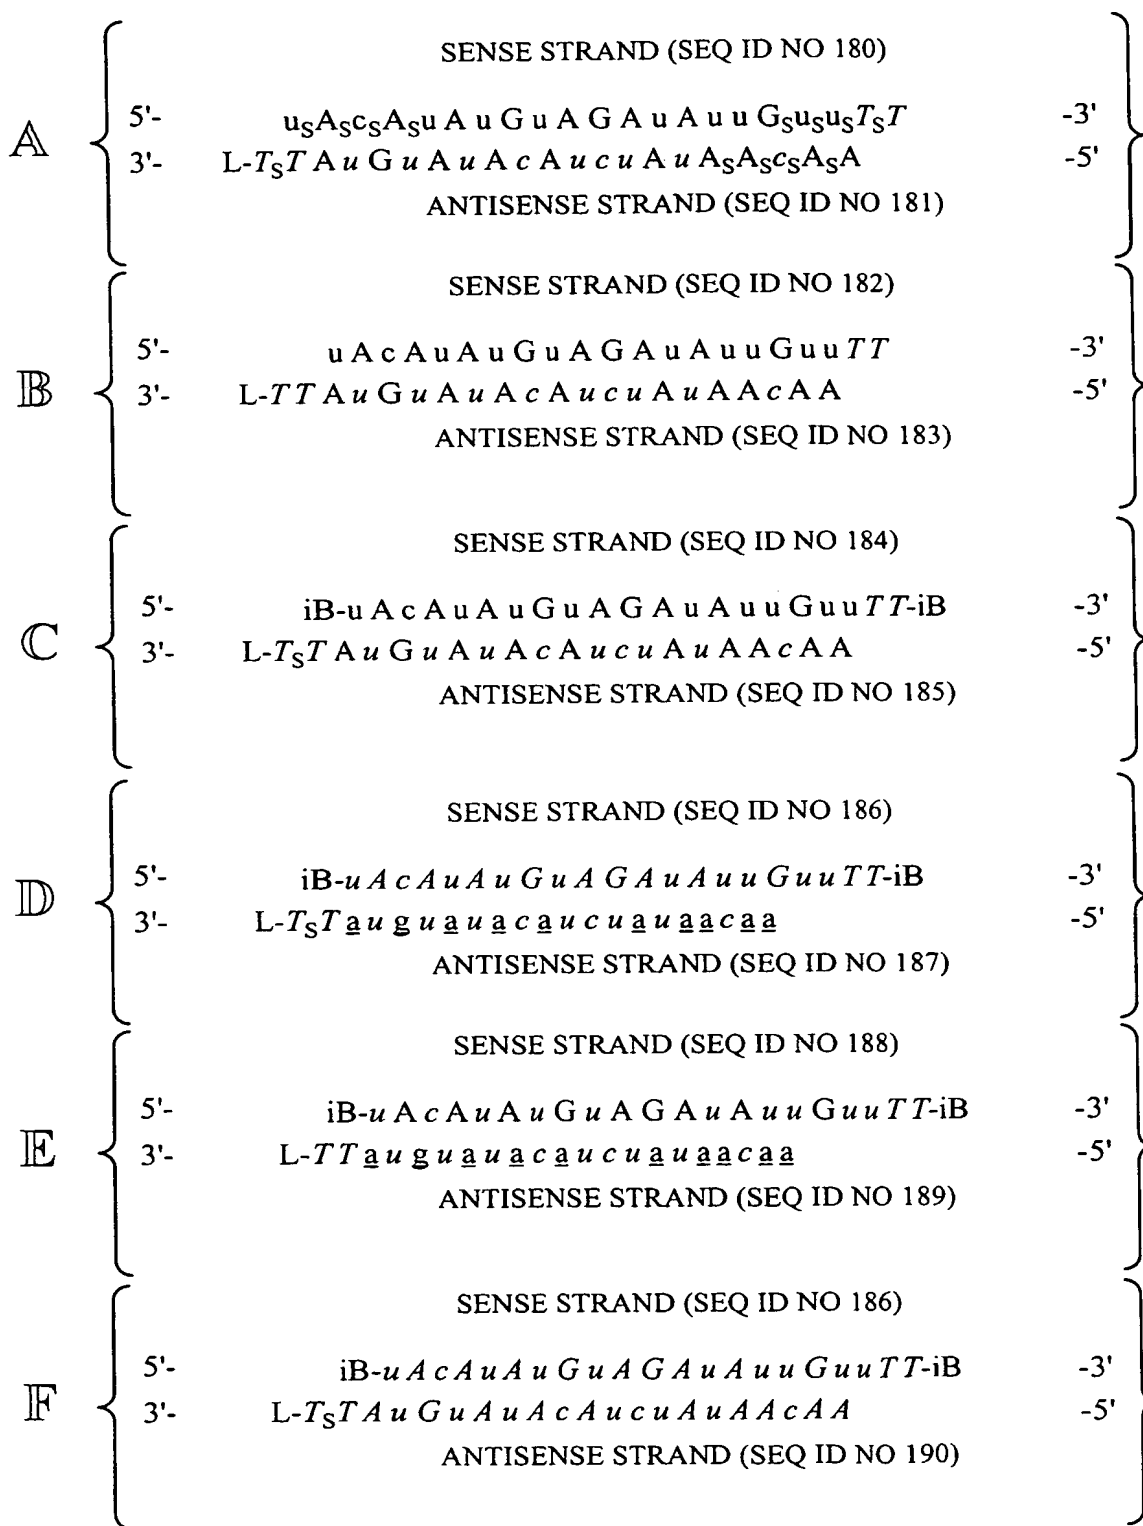 SENSE STRAND (SEQ ID NO 180)
A
5'- uSAScSASu A u G u A G A u A u u GSuSuSTST -3'
3'- L-TST A u G u A u A c A u c u A u ASAScSASA -5'
ANTISENSE STRAND (SEQ ID NO 181)
SENSE STRAND (SEQ ID NO 182)
B
5'- u A c A u A u G u A G A u A u u G u u T T -3'
3'- L-T T A u G u A u A c A u c u A u A A c A A -5'
ANTISENSE STRAND (SEQ ID NO 183)
SENSE STRAND (SEQ ID NO 184)
C
5'- iB-u A c A u A u G u A G A u A u u G u u T T-iB -3'
3'- L-TST A u G u A u A c A u c u A u A A c A A -5'
ANTISENSE STRAND (SEQ ID NO 185)
SENSE STRAND (SEQ ID NO 186)
D
5'- iB-u A c A u A u G u A G A u A u u G u u T T-iB -3'
3'- L-TST a u g u a u a c a u c u a u a a c a a -5'
ANTISENSE STRAND (SEQ ID NO 187)
SENSE STRAND (SEQ ID NO 188)
E
5'- iB-u A c A u A u G u A G A u A u u G u u T T-iB -3'
3'- L-T T a u g u a u a c a u c u a u a a c a a -5'
ANTISENSE STRAND (SEQ ID NO 189)
SENSE STRAND (SEQ ID NO 186)
F
5'- iB-u A c A u A u G u A G A u A u u G u u T T-iB -3'
3'- L-TST A u G u A u A c A u c u A u A A c A A -5'
ANTISENSE STRAND (SEQ ID NO 190)